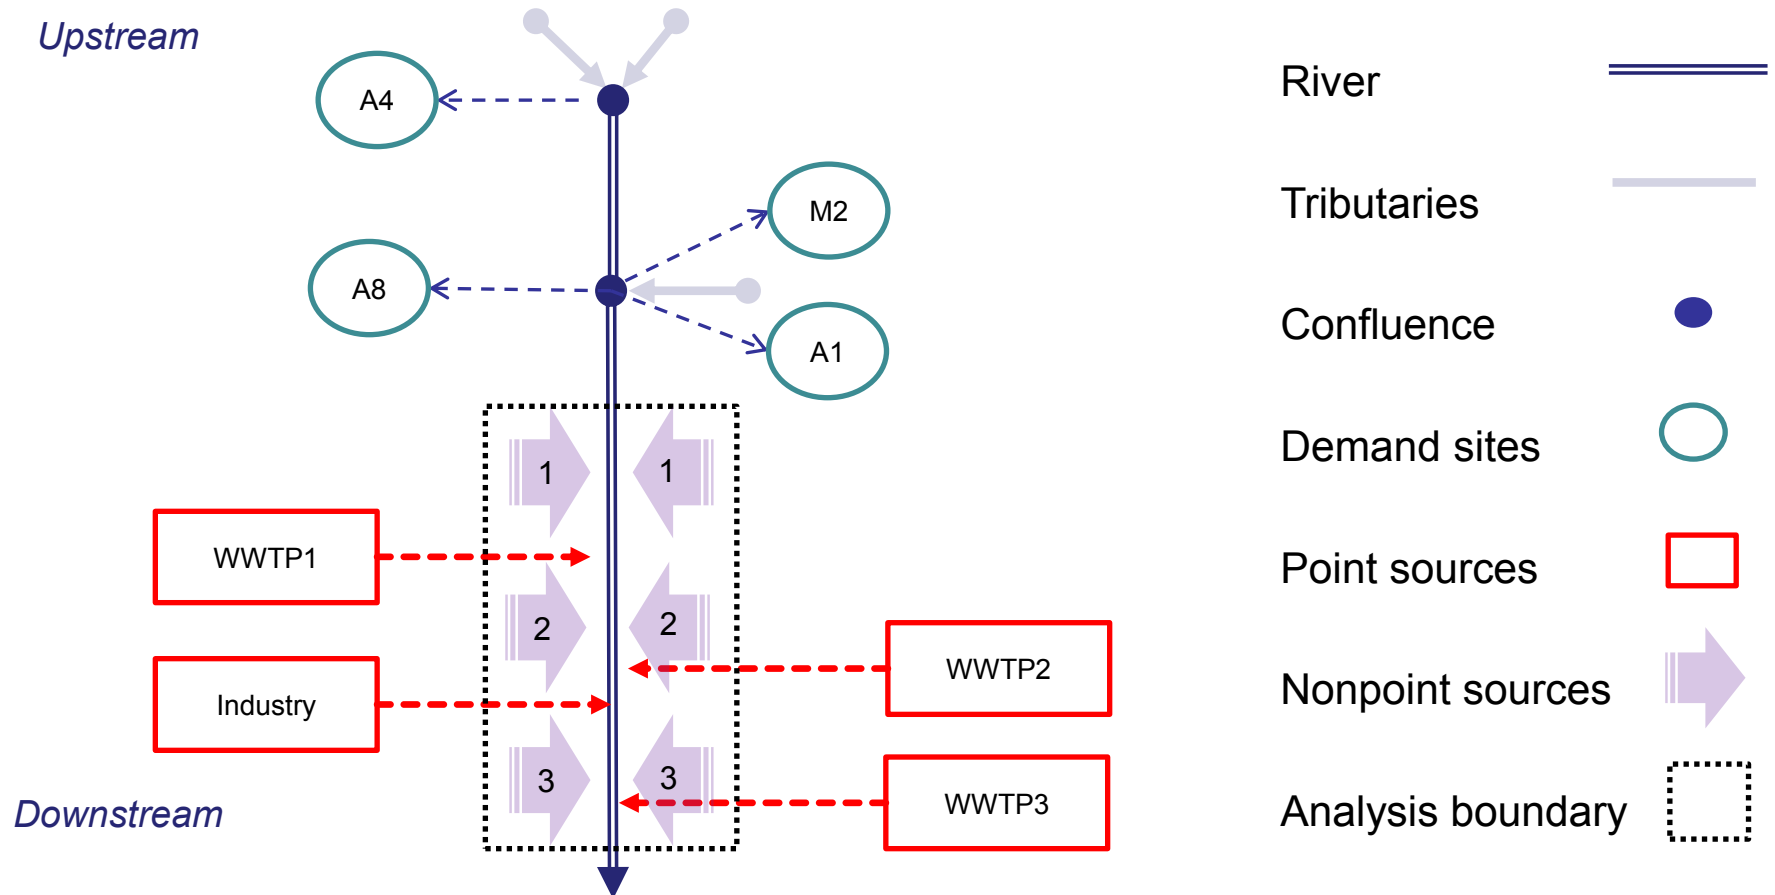 Upstream
A4
M2
A8
A1
1
1
WWTP1
2
2
WWTP2
Industry
3
3
WWTP3
Downstream
River
Tributaries
Confluence
Demand sites
Point sources
Nonpoint sources
Analysis boundary